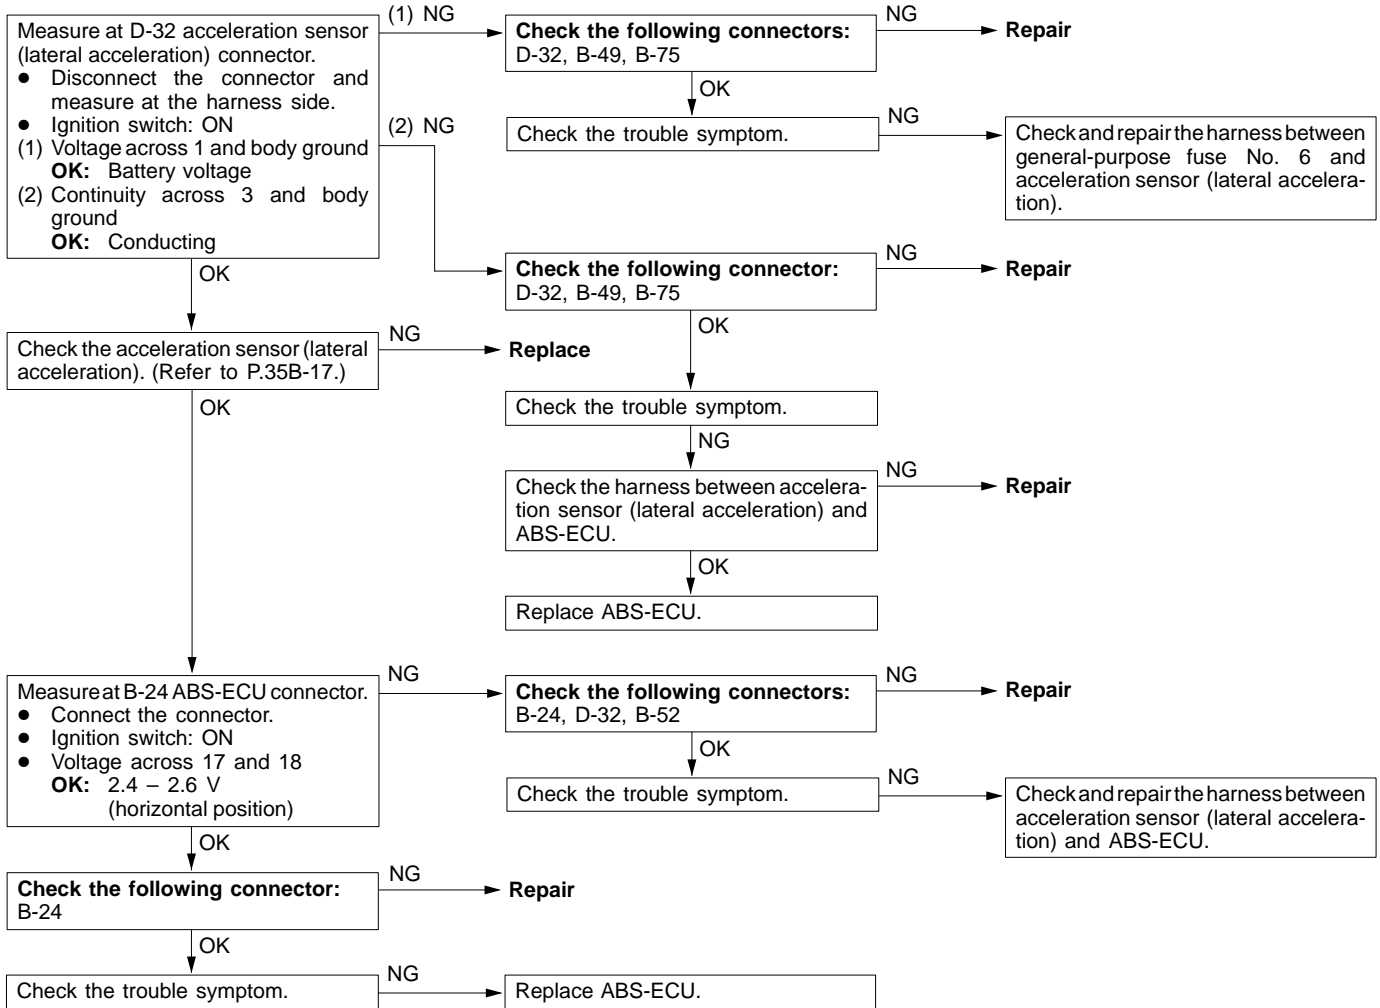 Measure at D-32 acceleration sensor
(lateral acceleration) connector.
● Disconnect the connector and
measure at the harness side.
● Ignition switch: ON
(1) Voltage across 1 and body ground
OK: Battery voltage
(2) Continuity across 3 and body
ground
OK: Conducting
(1) NG
Check the following connectors:
D-32, B-49, B-75
NG
Repair
OK
Check the trouble symptom.
NG
Check and repair the harness between
general-purpose fuse No. 6 and
acceleration sensor (lateral accelera-
tion).
(2) NG
Check the following connector:
D-32, B-49, B-75
NG
Repair
OK
Check the trouble symptom.
NG
Check the harness between accelera-
tion sensor (lateral acceleration) and
ABS-ECU.
NG
Repair
OK
Replace ABS-ECU.
OK
Check the acceleration sensor (lateral
acceleration). (Refer to P.35B-17.)
NG
Replace
OK
Measure at B-24 ABS-ECU connector.
● Connect the connector.
● Ignition switch: ON
● Voltage across 17 and 18
OK: 2.4 – 2.6 V
(horizontal position)
NG
Check the following connectors:
B-24, D-32, B-52
NG
Repair
OK
Check the trouble symptom.
NG
Check and repair the harness between
acceleration sensor (lateral accelera-
tion) and ABS-ECU.
OK
Check the following connector:
B-24
NG
Repair
OK
Check the trouble symptom.
NG
Replace ABS-ECU.